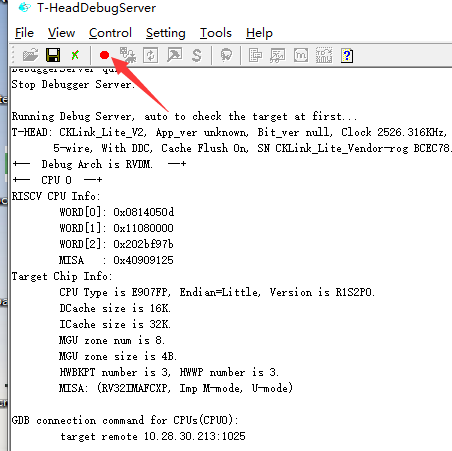 T-HeadDebugServer
File View Control Setting Tools Help
DebuggerServer qu
Stop Debugger Server.
Running Debug Server, auto to check the target at first...
T-HEAD: CKLink_Lite_V2, App_ver unknown, Bit_ver null, Clock 2526.316KHz,
5-wire, With DDC, Cache Flush On, SN CKLink_Lite_Vendor-rog BCEC78.
+-- Debug Arch is RVDM. --+
+-- CPU 0 --+
RISCV CPU Info:
WORD[0]: 0x0814050d
WORD[1]: 0x11080000
WORD[2]: 0x202bf97b
MISA : 0x40909125
Target Chip Info:
CPU Type is E907FP, Endian=Little, Version is R1S2P0.
DCache size is 16K.
ICache size is 32K.
MGU zone num is 8.
MGU zone size is 4B.
HWBKPT number is 3, HWWP number is 3.
MISA: (RV32IMAFCXP, Imp M-mode, U-mode)
GDB connection command for CPUs(CPU0):
target remote 10.28.30.213:1025